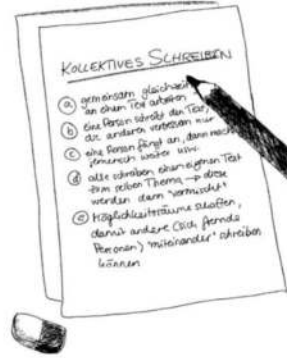 KOLLEKTIVES SCHREIBEN
a gemeinsam gleichzeitig
an einem Text arbeiten
b eine Person schreibt den Text,
die anderen verbessern nur
c eine Person fängt an, dann macht
jemensch weiter usw.
d alle schreiben einen eigenen Text
zum selben Thema → diese
werden dann "vermischt"
e Möglichkeitsräume schaffen,
damit andere (sich fremde
Personen) "miteinander" schreiben
können